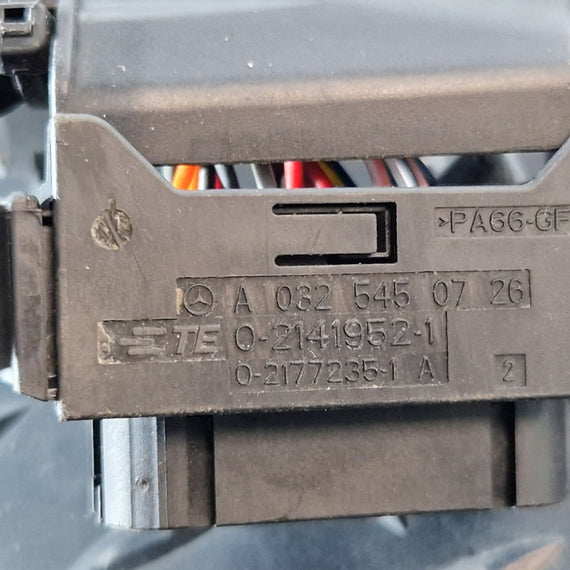 >PA66-GF
A 032 545 07 26
TE 0-2141952-1
0-2177235-1 A 2